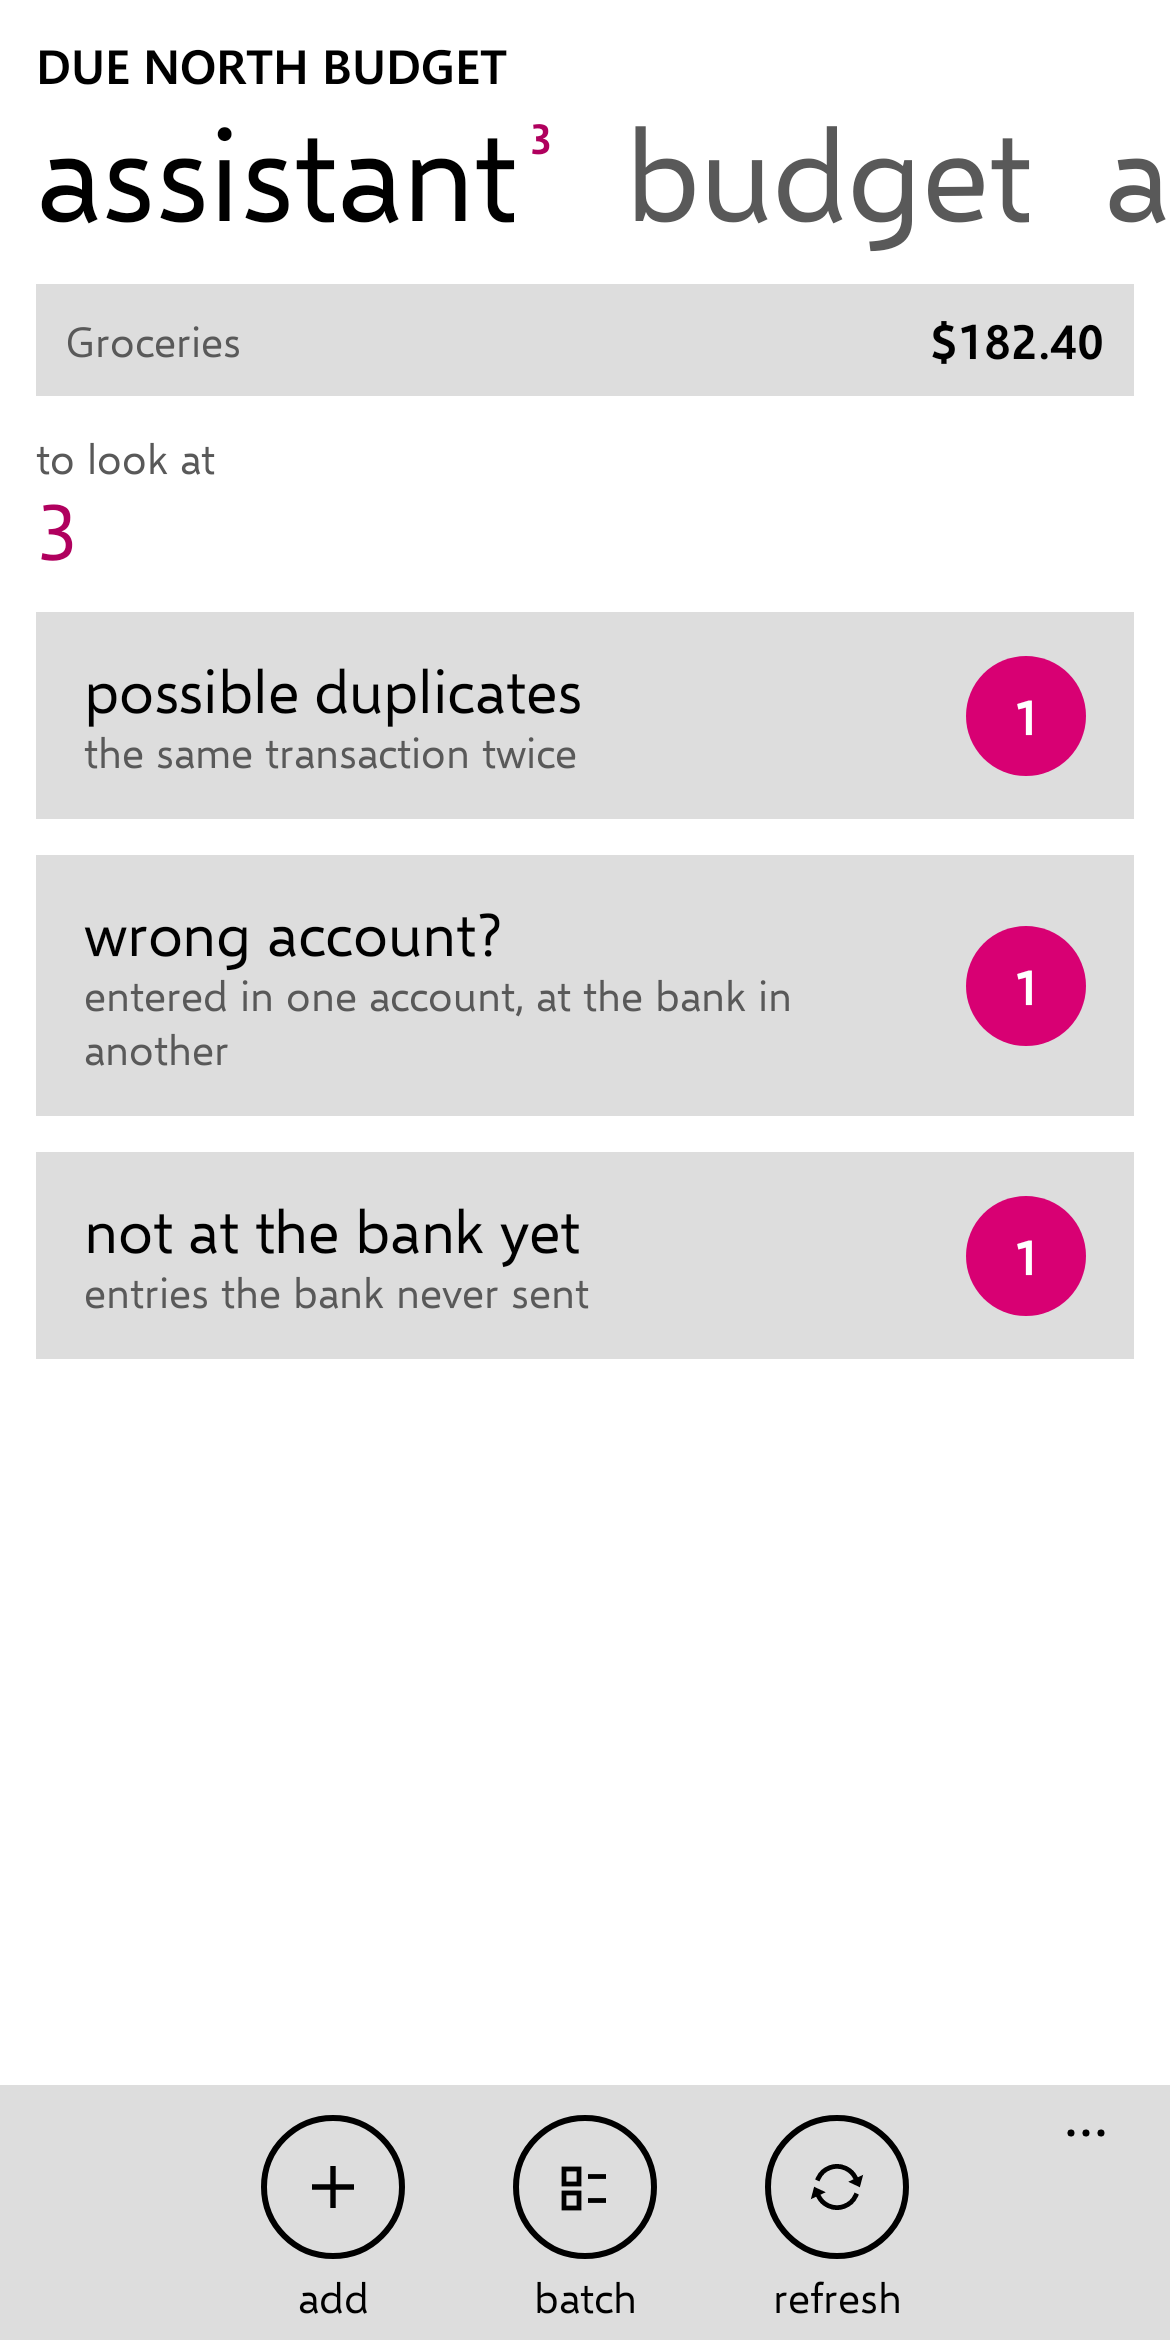 DUE NORTH BUDGET
assistant 3 budget a
Groceries $182.40
to look at
3
possible duplicates
the same transaction twice
1
wrong account?
entered in one account, at the bank in
another
1
not at the bank yet
entries the bank never sent
1
...
add batch refresh